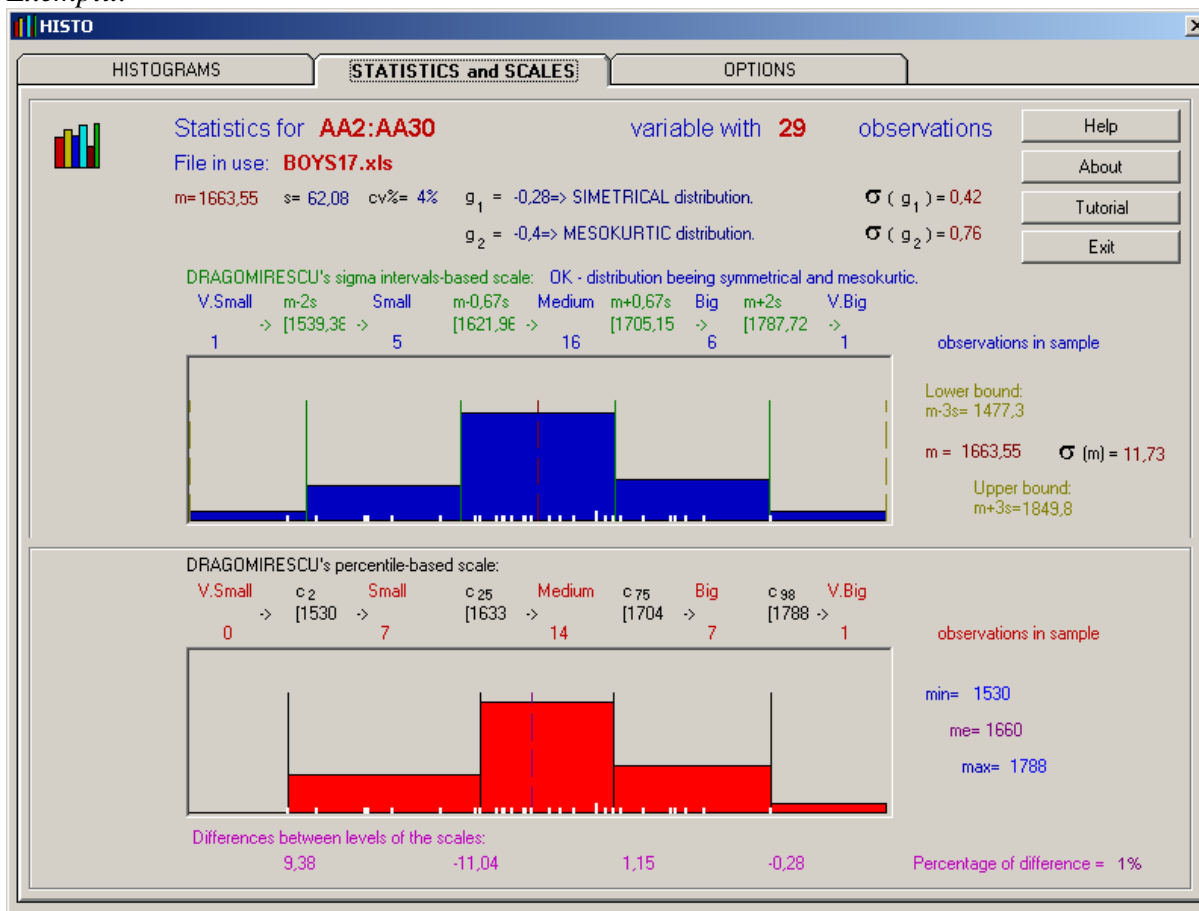 HISTO
HISTOGRAMS STATISTICS and SCALES OPTIONS
Statistics for AA2:AA30 variable with 29 observations Help
File in use: BOYS17.xls About
m=1663,55 s= 62,08 cv%= 4% g1 = -0,28=> SIMETRICAL distribution. σ ( g1 ) = 0,42 Tutorial
g2 = -0,4=> MESOKURTIC distribution. σ ( g2 ) = 0,76 Exit
DRAGOMIRESCU's sigma intervals-based scale: OK - distribution beeing symmetrical and mesokurtic.
V.Small m-2s Small m-0,67s Medium m+0,67s Big m+2s V.Big
-> [1539,38 -> [1621,96 -> [1705,15 -> [1787,72 ->
1 5 16 6 1 observations in sample
Lower bound:
m-3s= 1477,3
m = 1663,55 σ (m) = 11,73
Upper bound:
m+3s=1849,8
DRAGOMIRESCU's percentile-based scale:
V.Small c 2 Small c 25 Medium c 75 Big c 98 V.Big
-> [1530 -> [1633 -> [1704 -> [1788 ->
0 7 14 7 1 observations in sample
min= 1530
me= 1660
max= 1788
Differences between levels of the scales:
9,38 -11,04 1,15 -0,28 Percentage of difference = 1%